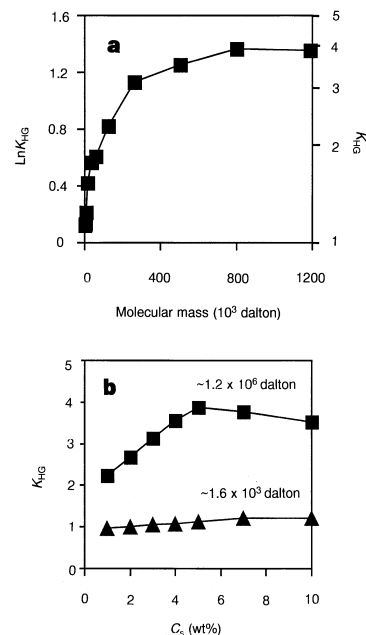 a
1.6
1.2
0.8
0.4
0
LnK_HG
5
4
3
2
1
K_HG
0 400 800 1200
Molecular mass (10³ dalton)
b
5
4
3
2
1
0
K_HG
~1.2 x 10⁶ dalton
~1.6 x 10³ dalton
0 2 4 6 8 10
C_s (wt%)